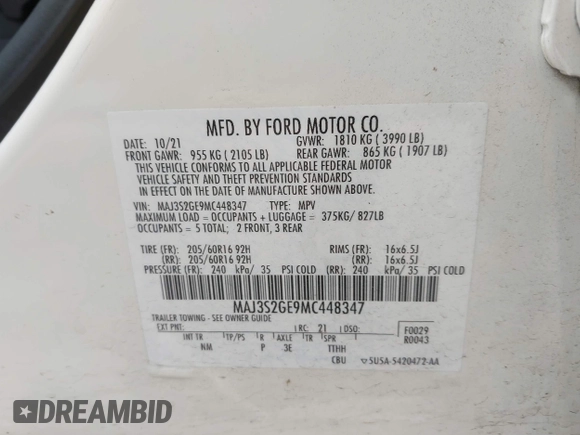 MFD. BY FORD MOTOR CO.
DATE: 10/21 GVWR: 1810 KG ( 3990 LB)
FRONT GAWR: 955 KG ( 2105 LB) REAR GAWR: 865 KG ( 1907 LB)
THIS VEHICLE CONFORMS TO ALL APPLICABLE FEDERAL MOTOR
VEHICLE SAFETY AND THEFT PREVENTION STANDARDS
IN EFFECT ON THE DATE OF MANUFACTURE SHOWN ABOVE.
VIN: MAJ3S2GE9MC448347 TYPE: MPV
MAXIMUM LOAD = OCCUPANTS + LUGGAGE = 375KG/ 827LB
OCCUPANTS = 5 TOTAL; 2 FRONT, 3 REAR
TIRE (FR): 205/60R16 92H RIMS (FR): 16x6.5J
(RR): 205/60R16 92H (RR): 16x6.5J
PRESSURE (FR): 240 kPa/ 35 PSI COLD (RR): 240 kPa/ 35 PSI COLD
MAJ3S2GE9MC448347
TRAILER TOWING - SEE OWNER GUIDE
EXT PNT: RC: 21 DSO: F0029
INT TR TP/PS R AXLE TR SPR R0043
NM P 3E TTHH
CBU SUSA-5420472-AA
DREAMBID